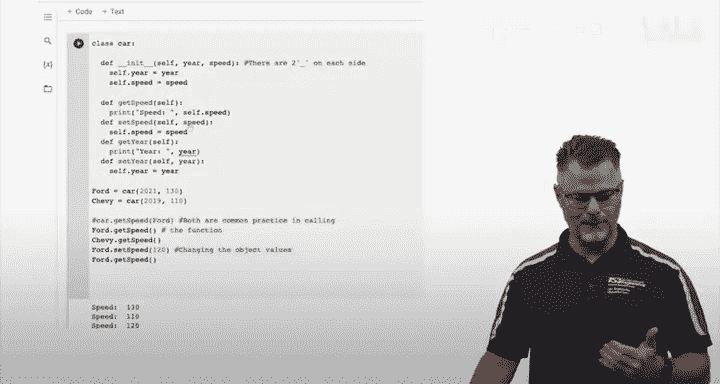 + Code + Text
class car:
def __init__(self, year, speed): #There are 2'_' on each side
self.year = year
self.speed = speed
def getSpeed(self):
print("Speed: ", self.speed)
def setSpeed(self, speed):
self.speed = speed
def getYear(self):
print("Year: ", year)
def setYear(self, year):
self.year = year
Ford = car(2021, 130)
Chevy = car(2019, 110)
#car.getSpeed(Ford) #Both are common practice in calling
Ford.getSpeed() # the function
Chevy.getSpeed()
Ford.setSpeed(120) #Changing the object values
Ford.getSpeed()
Speed: 130
Speed: 110
Speed: 120